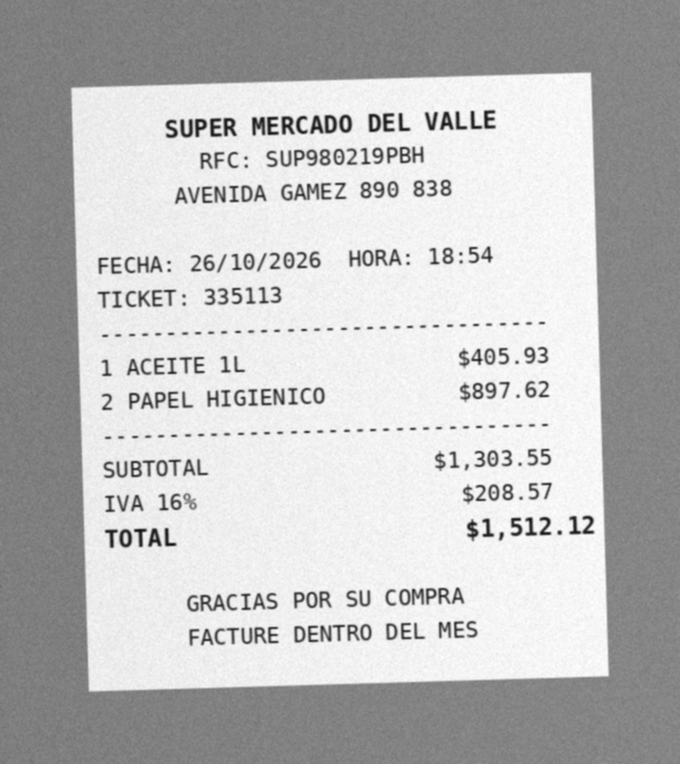 SUPER MERCADO DEL VALLE
RFC: SUP980219PBH
AVENIDA GAMEZ 890 838
FECHA: 26/10/2026 HORA: 18:54
TICKET: 335113
-----------------------------------
1 ACEITE 1L $405.93
2 PAPEL HIGIENICO $897.62
-----------------------------------
SUBTOTAL $1,303.55
IVA 16% $208.57
TOTAL $1,512.12
GRACIAS POR SU COMPRA
FACTURE DENTRO DEL MES